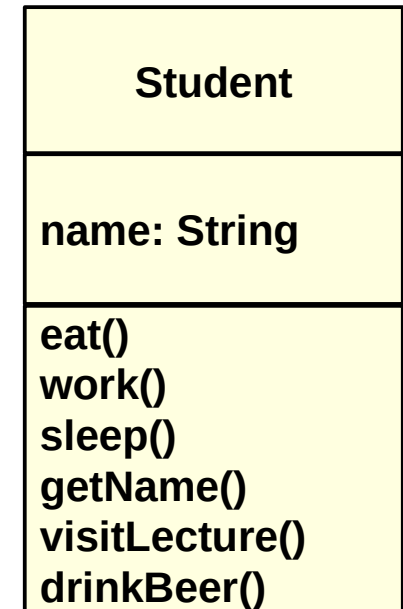 Student
name: String
eat()
work()
sleep()
getName()
visitLecture()
drinkBeer()